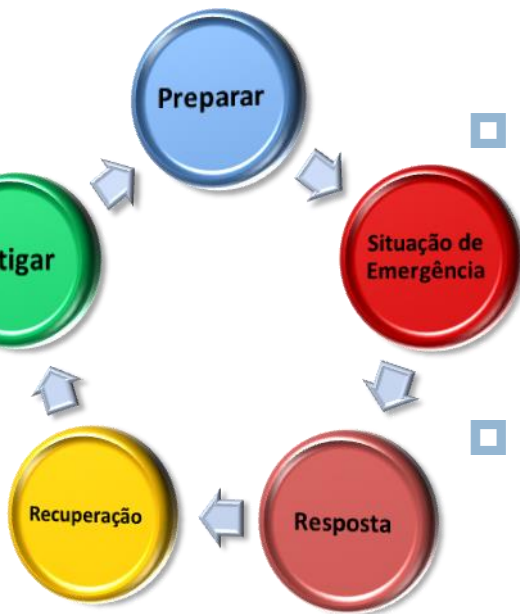 Preparar
Situação de
Emergência
tigar
Recuperação
Resposta